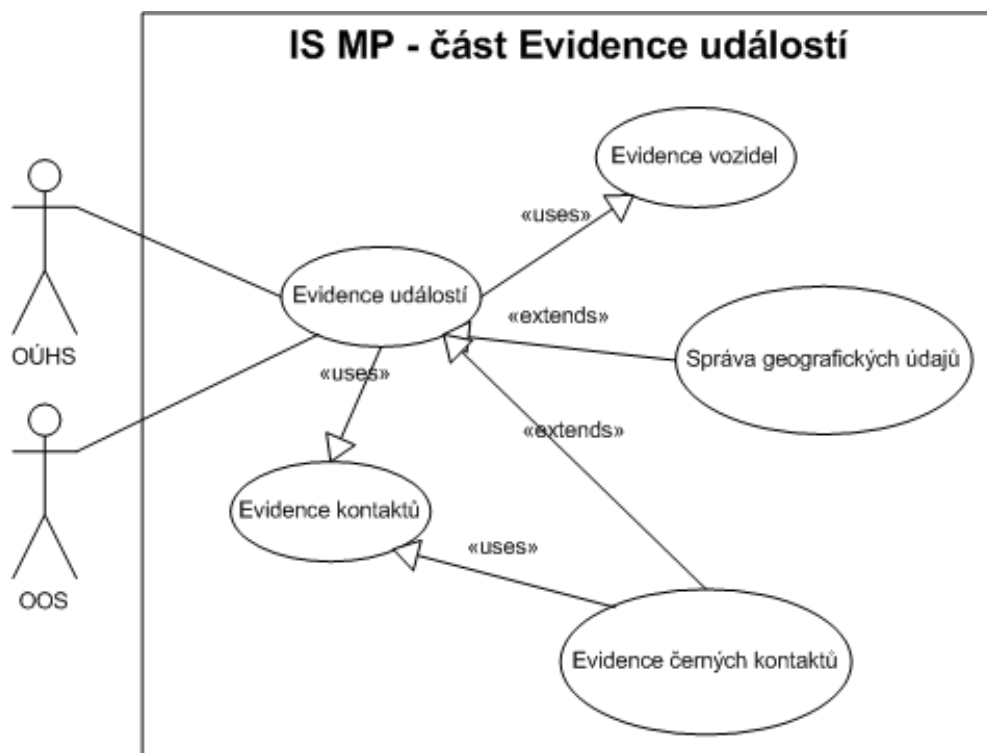 IS MP - část Evidence událostí
Evidence vozidel
«uses»
Evidence událostí
«extends»
Správa geografických údajů
OÚHS
«uses»
«extends»
Evidence kontaktů
«uses»
OOS
Evidence černých kontaktů